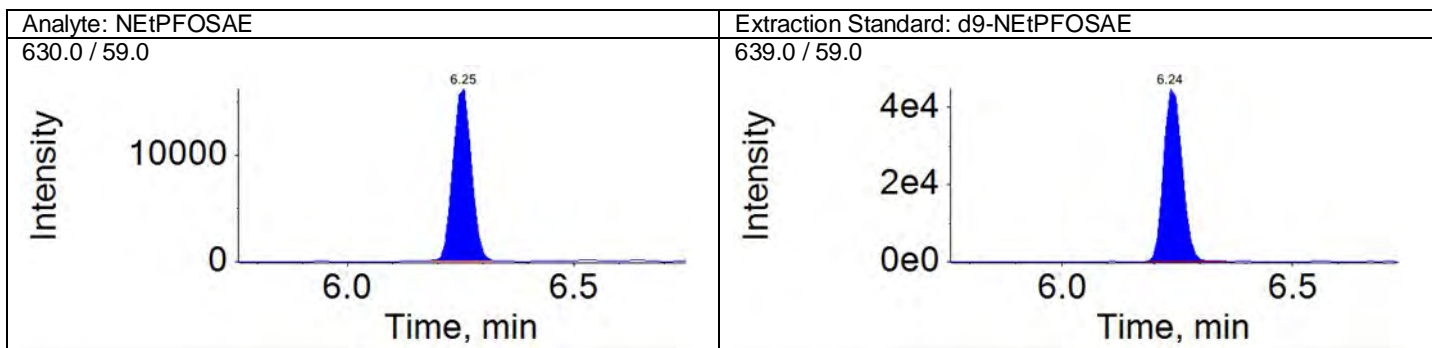 Analyte: NEtPFOSAE
630.0 / 59.0
6.25
10000
0
Intensity
6.0 6.5
Time, min
Extraction Standard: d9-NEtPFOSAE
639.0 / 59.0
6.24
4e4
2e4
0e0
Intensity
6.0 6.5
Time, min